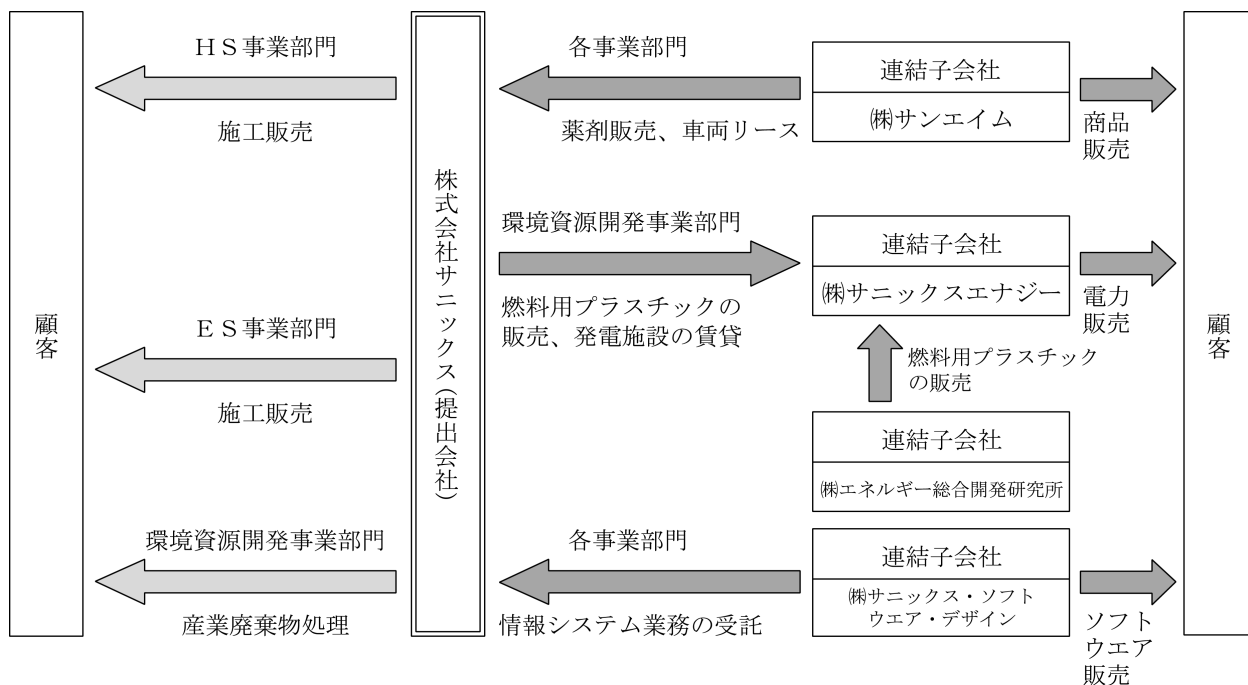 顧客
ＨＳ事業部門
施工販売
ＥＳ事業部門
施工販売
環境資源開発事業部門
産業廃棄物処理
株式会社サニックス(提出会社)
各事業部門
薬剤販売、車両リース
環境資源開発事業部門
燃料用プラスチックの
販売、発電施設の賃貸
各事業部門
情報システム業務の受託
連結子会社
㈱サンエイム
商品
販売
連結子会社
㈱サニックスエナジー
電力
販売
燃料用プラスチック
の販売
連結子会社
㈱エネルギー総合開発研究所
連結子会社
㈱サニックス・ソフト
ウエア・デザイン
ソフト
ウエア
販売
顧客